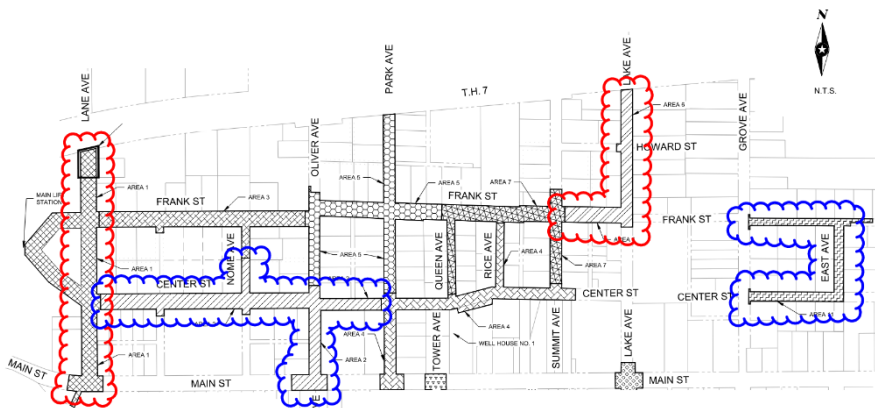 N
N.T.S.
LANE AVE
OLIVER AVE
PARK AVE
T.H. 7
LAKE AVE
GROVE AVE
AREA 6
HOWARD ST
MAIN
STATION
AREA 1
FRANK ST
AREA 3
AREA 5
AREA 5
FRANK ST
AREA 7
FRANK ST
AREA 1
NOME AVE
CENTER ST
AREA 5
QUEEN AVE
RICE AVE
AREA 4
AREA 7
EAST AVE
CENTER ST
CENTER ST
AREA 4
AREA 4
WELL HOUSE NO. 1
TOWER AVE
SUMMIT AVE
LAKE AVE
AREA 1
AREA 2
MAIN ST
MAIN ST
MAIN ST